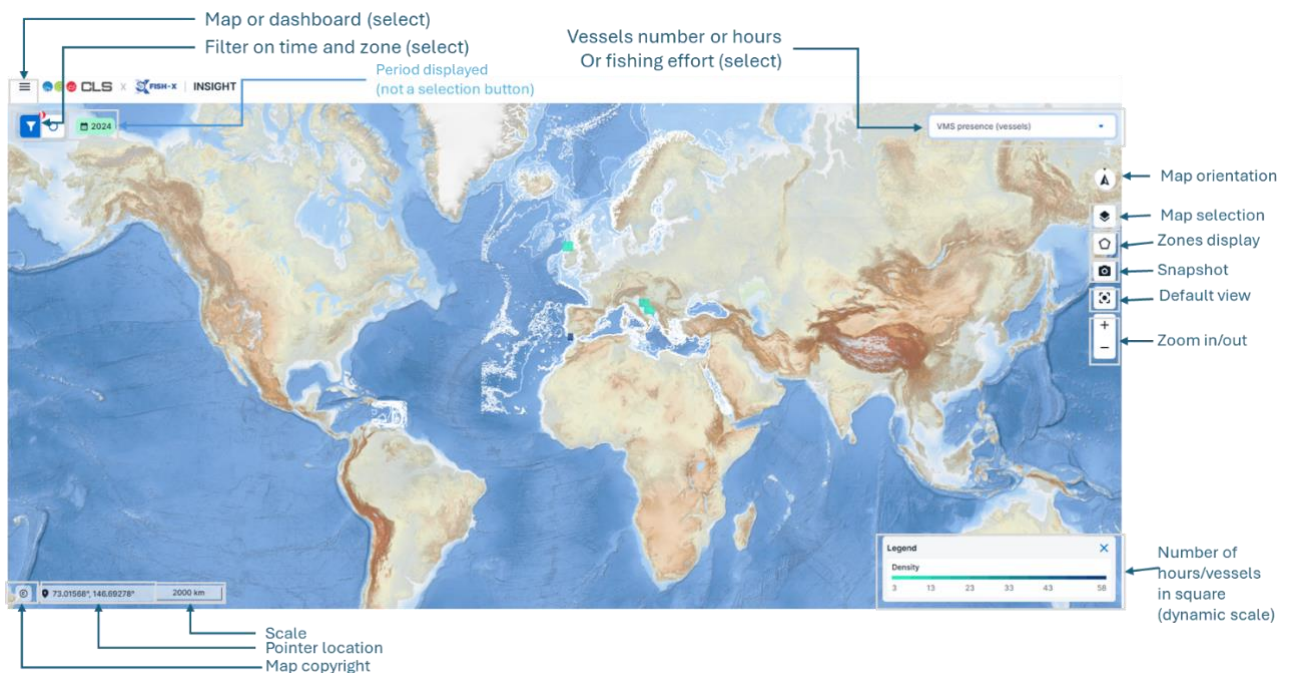 Map or dashboard (select)
Filter on time and zone (select)
Vessels number or hours
Or fishing effort (select)
Period displayed
(not a selection button)
CLS x FISH-X | INSIGHT
2024
VMS presence (vessels)
Map orientation
Map selection
Zones display
Snapshot
Default view
+
−
Zoom in/out
Legend
Density
3 13 23 33 43 58
Number of
hours/vessels
in square
(dynamic scale)
© 73.01568°, 146.69278° 2000 km
Scale
Pointer location
Map copyright